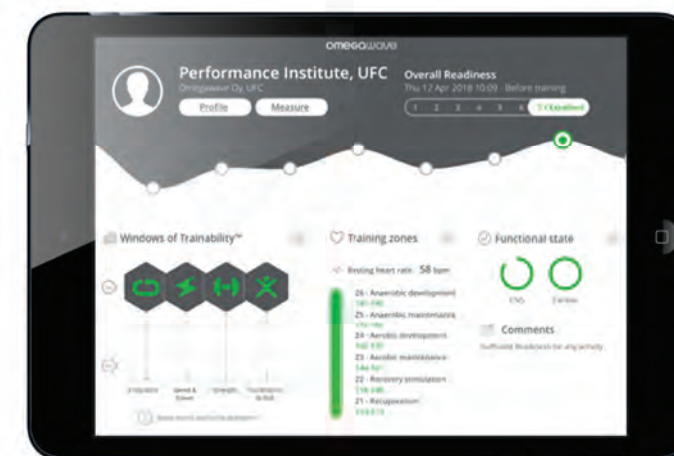 omegawave
Performance Institute, UFC
Omegawave Oy, UFC
Profile
Measure
Overall Readiness
Thu 12 Apr 2018 10:09 - Before training
1 2 3 4 5 6 7 / Excellent
Windows of Trainability™
Endurance
Speed & Power
Strength
Coordination & Skill
Training zones
Resting heart rate 58 bpm
Z6 - Anaerobic development
Z5 - Anaerobic maintenance
Z4 - Aerobic development
Z3 - Aerobic maintenance
Z2 - Recovery stimulation
Z1 - Recuperation
Functional state
CNS
Cardiac
Comments
Sufficient Readiness for any activity.